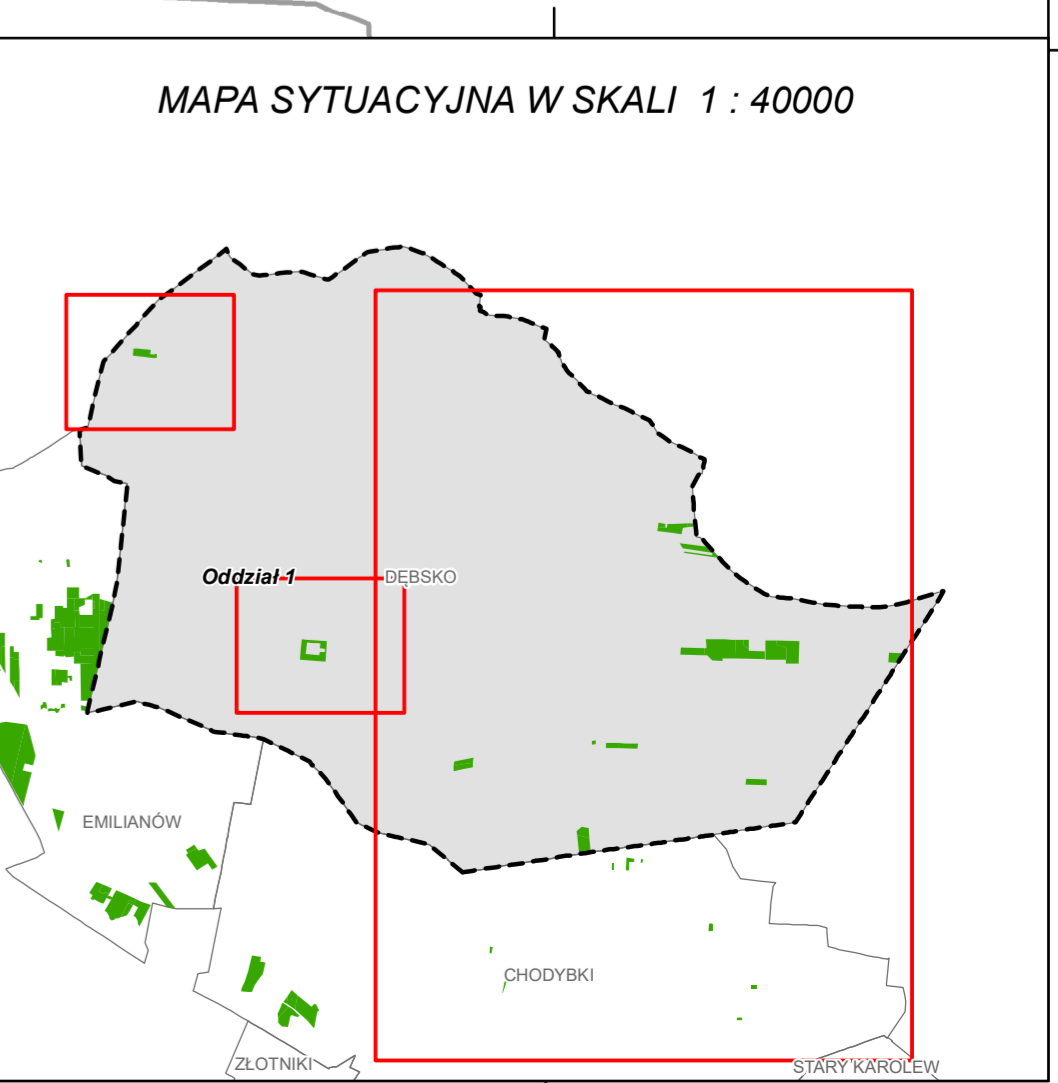 MAPA SYTUACYJNA W SKALI 1 : 40000
Oddział 1
DĘBSKO
EMILIANÓW
CHODYBKI
ZŁOTNIKI
STARY KAROLEW